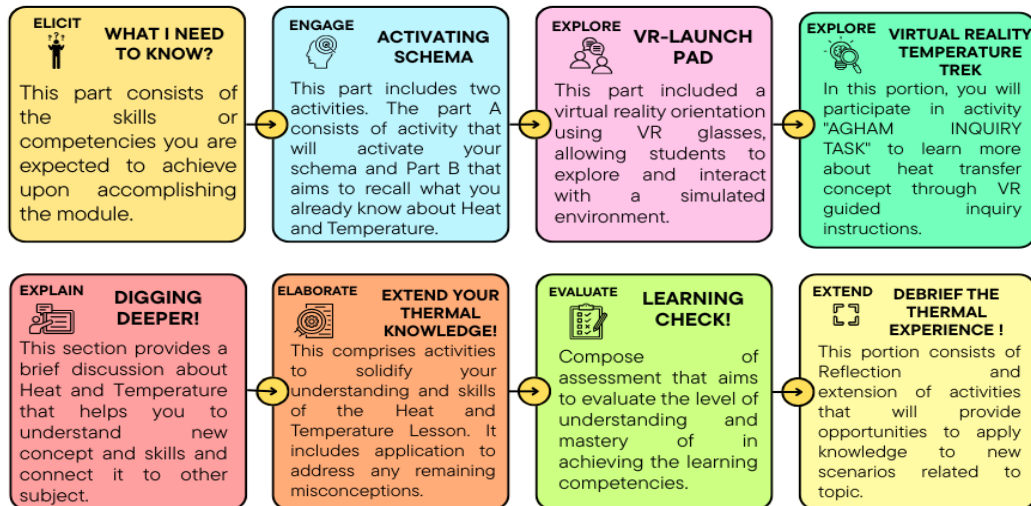 ELICIT
WHAT I NEED
TO KNOW?
This part consists of
the skills or
competencies you are
expected to achieve
upon accomplishing
the module.
ENGAGE
ACTIVATING
SCHEMA
This part includes two
activities. The part A
consists of activity that
will activate your
schema and Part B that
aims to recall what you
already know about Heat
and Temperature.
EXPLORE
VR-LAUNCH
PAD
This part included a
virtual reality orientation
using VR glasses,
allowing students to
explore and interact
with a simulated
environment.
EXPLORE
VIRTUAL REALITY
TEMPERATURE
TREK
In this portion, you will
participate in activity
"AGHAM INQUIRY
TASK" to learn more
about heat transfer
concept through VR
guided inquiry
instructions.
EXPLAIN
DIGGING
DEEPER!
This section provides a
brief discussion about
Heat and Temperature
that helps you to
understand new
concept and skills and
connect it to other
subject.
ELABORATE
EXTEND YOUR
THERMAL
KNOWLEDGE!
This comprises activities
to solidify your
understanding and skills
of the Heat and
Temperature Lesson. It
includes application to
address any remaining
misconceptions.
EVALUATE
LEARNING
CHECK!
Compose of
assessment that aims
to evaluate the level of
understanding and
mastery of in
achieving the learning
competencies.
EXTEND
DEBRIEF THE
THERMAL
EXPERIENCE !
This portion consists of
Reflection and
extension of activities
that will provide
opportunities to apply
knowledge to new
scenarios related to
topic.